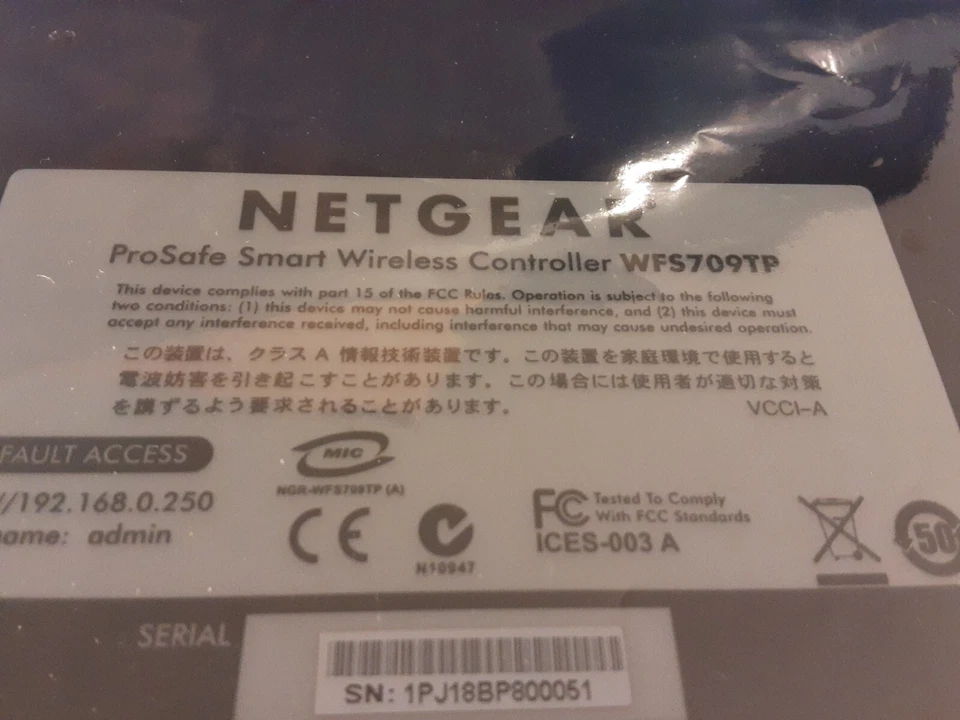 NETGEAR
ProSafe Smart Wireless Controller WFS709TP
This device complies with part 15 of the FCC Rules. Operation is subject to the following
two conditions: (1) this device may not cause harmful interference, and (2) this device must
accept any interference received, including interference that may cause undesired operation.
この装置は、クラス A 情報技術装置です。この装置を家庭環境で使用すると
電波妨害を引き起こすことがあります。この場合には使用者が適切な対策
を講ずるよう要求されることがあります。
VCCI-A
FAULT ACCESS
//192.168.0.250
name: admin
MIC
NGR-WFS709TP (A)
CE
N10947
FC Tested To Comply
With FCC Standards
ICES-003 A
50
SERIAL
SN: 1PJ18BP800051